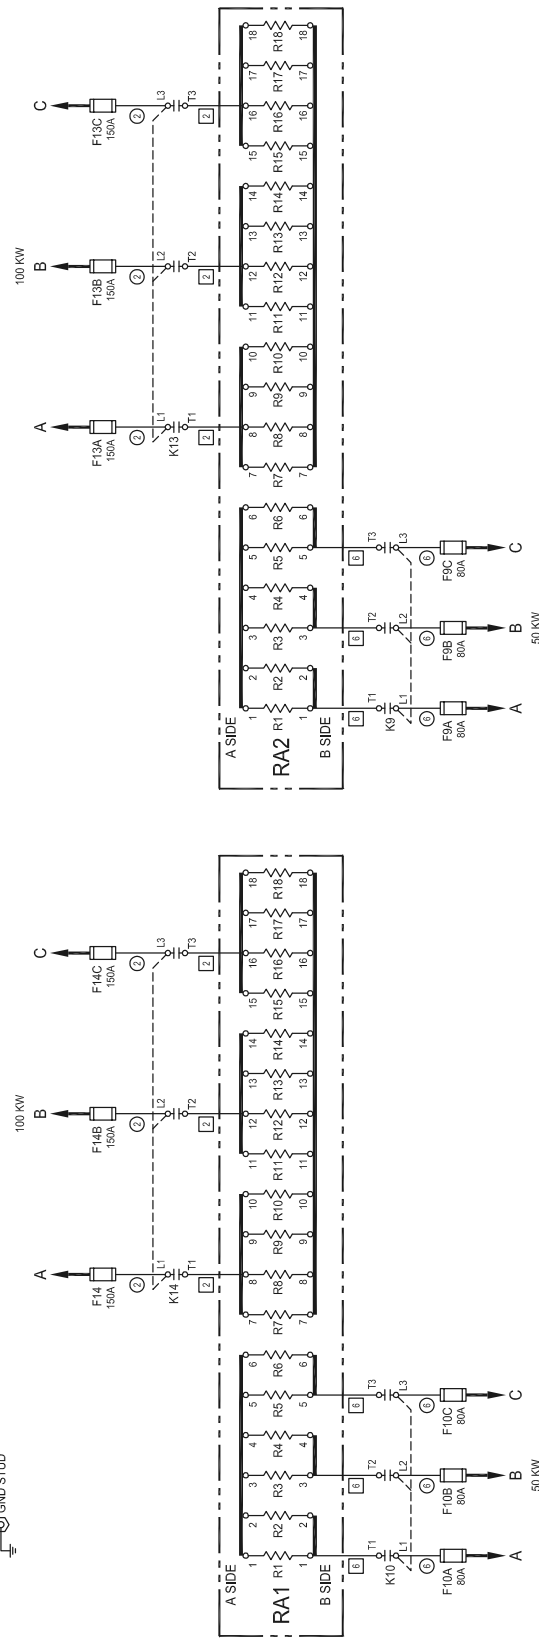 GND STUD
100 KW
A B C
F14 F14B F14C
150A 150A 150A
2 2 2
L1 L2 L3
K14
T1 T2 T3
2 2 2
A SIDE
1 2 3 4 5 6 7 8 9 10 11 12 13 14 15 16 17 18
R1 R2 R3 R4 R5 R6 R7 R8 R9 R10 R11 R12 R13 R14 R15 R16 R17 R18
RA1
1 2 3 4 5 6 7 8 9 10 11 12 13 14 15 16 17 18
B SIDE
6 6 6
T1 T2 T3
K10
L1 L2 L3
6 6 6
F10A F10B F10C
80A 80A 80A
A B C
50 KW
100 KW
A B C
F13A F13B F13C
150A 150A 150A
2 2 2
L1 L2 L3
K13
T1 T2 T3
2 2 2
A SIDE
1 2 3 4 5 6 7 8 9 10 11 12 13 14 15 16 17 18
R1 R2 R3 R4 R5 R6 R7 R8 R9 R10 R11 R12 R13 R14 R15 R16 R17 R18
RA2
1 2 3 4 5 6 7 8 9 10 11 12 13 14 15 16 17 18
B SIDE
6 6 6
T1 T2 T3
K9
L1 L2 L3
6 6 6
F9A F9B F9C
80A 80A 80A
A B C
50 KW